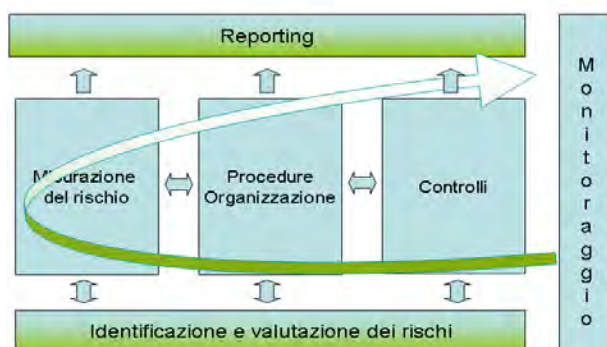 Reporting
Misurazione
del rischio
Procedure
Organizzazione
Controlli
Identificazione e valutazione dei rischi
Monitoraggio